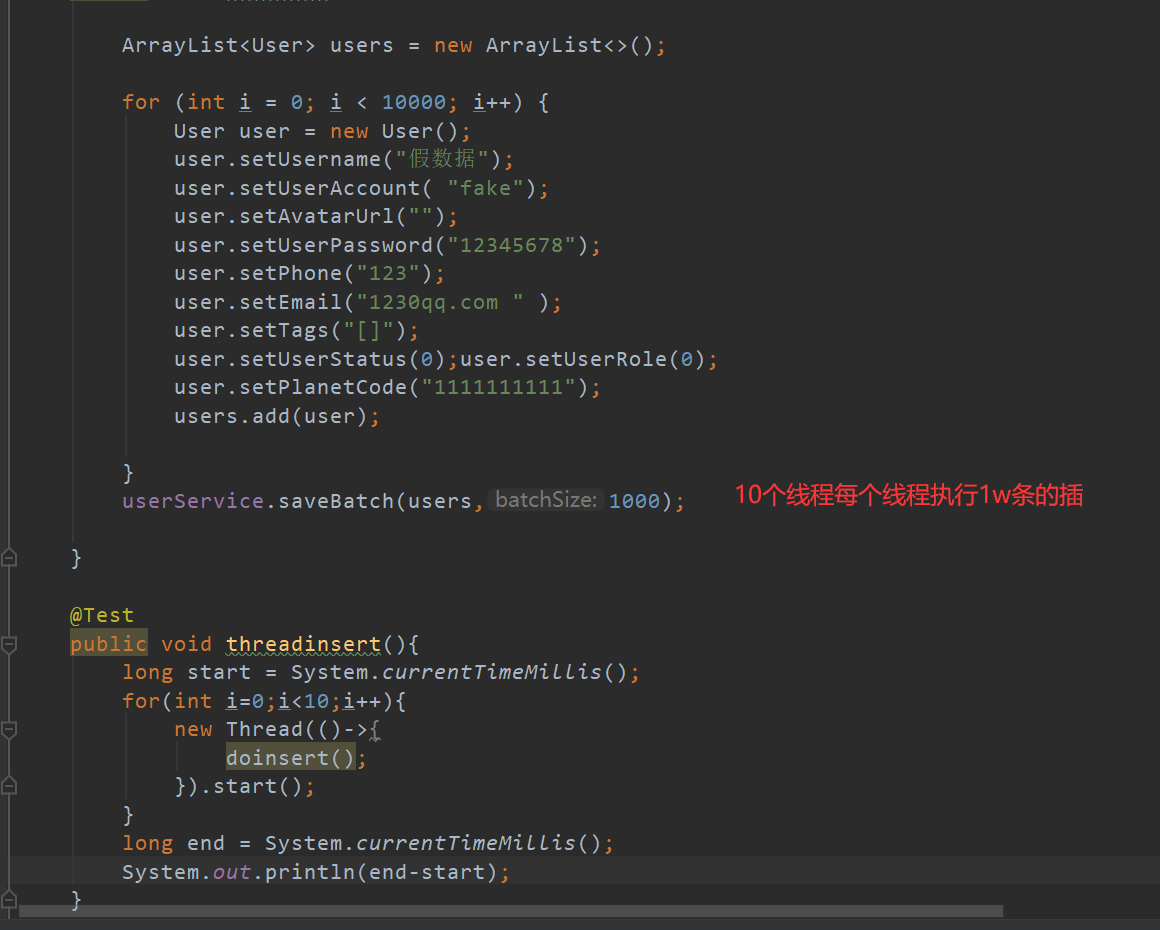 ArrayList<User> users = new ArrayList<>();
for (int i = 0; i < 10000; i++) {
User user = new User();
user.setUsername("假数据");
user.setUserAccount( "fake");
user.setAvatarUrl("");
user.setUserPassword("12345678");
user.setPhone("123");
user.setEmail("1230qq.com " );
user.setTags("[]");
user.setUserStatus(0);user.setUserRole(0);
user.setPlanetCode("1111111111");
users.add(user);
}
userService.saveBatch(users, batchSize: 1000); 10个线程每个线程执行1w条的插
}
@Test
public void threadinsert(){
long start = System.currentTimeMillis();
for(int i=0;i<10;i++){
new Thread(()->{
doinsert();
}).start();
}
long end = System.currentTimeMillis();
System.out.println(end-start);
}